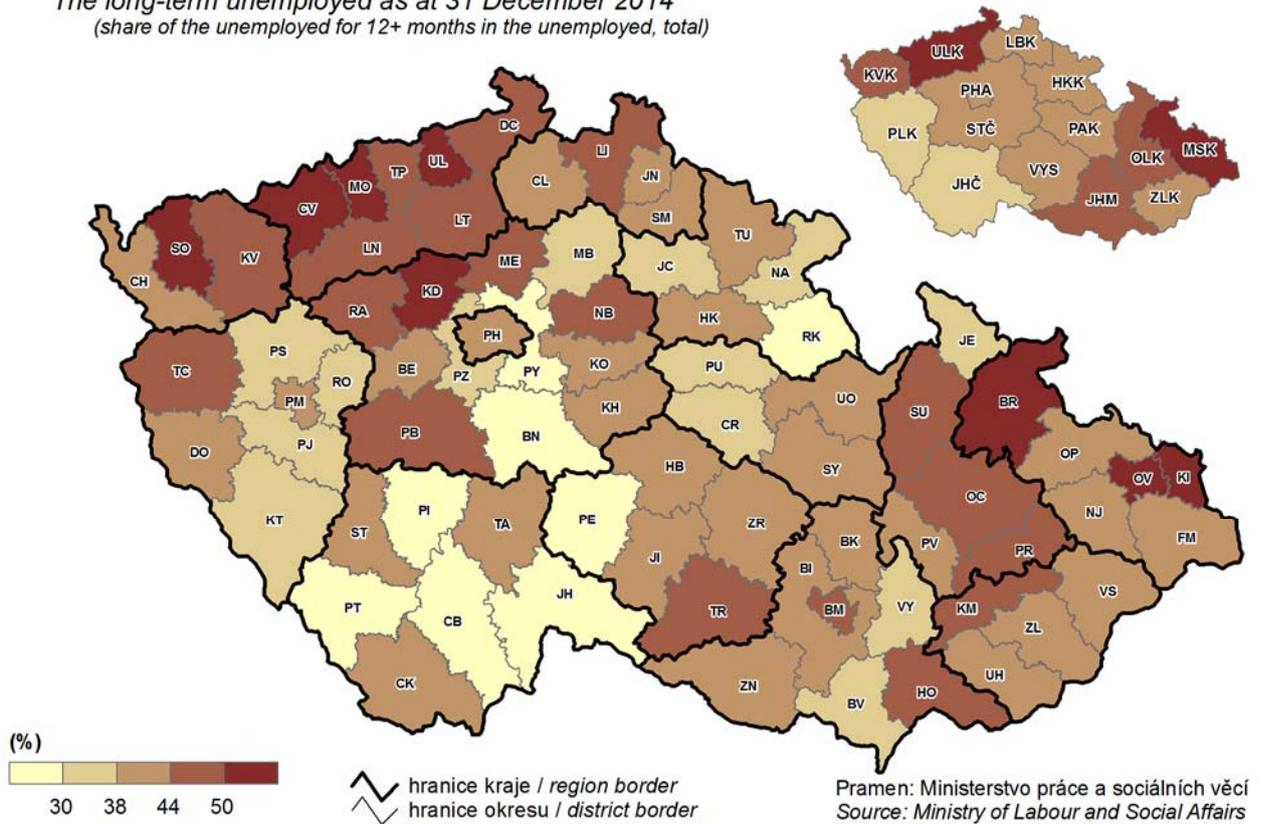 The long-term unemployed as at 31 December 2014
(share of the unemployed for 12+ months in the unemployed, total)
LBK
ULK
KVK
HKK
PHA
STČ
PAK
PLK
MSK
OLK
VYS
JHČ
JHM
ZLK
DC
UL
LI
TP
MO
CL
JN
CV
LT
SM
TU
SO
LN
KV
MB
ME
JC
NA
CH
KD
RA
NB
HK
PH
RK
JE
PS
TC
BE
KO
PU
RO
PZ
PY
PM
UO
BR
SU
KH
CR
PB
BN
PJ
DO
OP
HB
SY
OV
KI
OC
PI
NJ
KT
PE
TA
ZR
ST
BK
PV
PR
FM
JI
BI
VS
JH
PT
BM
VY
KM
TR
CB
ZL
UH
CK
ZN
HO
BV
(%)
30 38 44 50
hranice kraje / region border
hranice okresu / district border
Pramen: Ministerstvo práce a sociálních věcí
Source: Ministry of Labour and Social Affairs